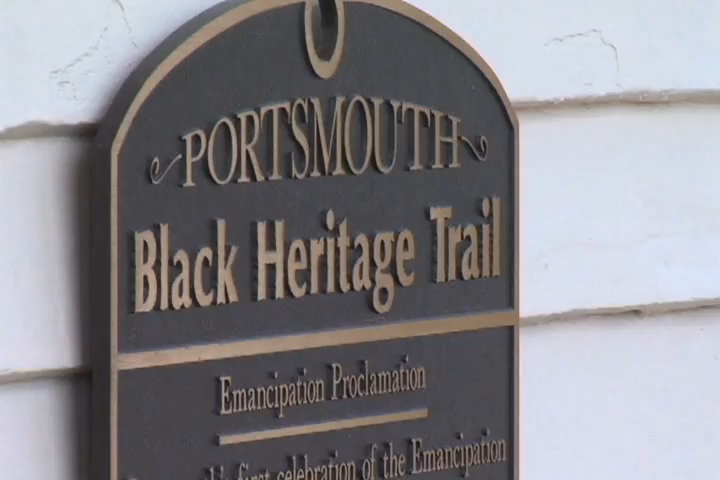 PORTSMOUTH
Black Heritage Trail
Emancipation Proclamation
first celebration of the Emancipation